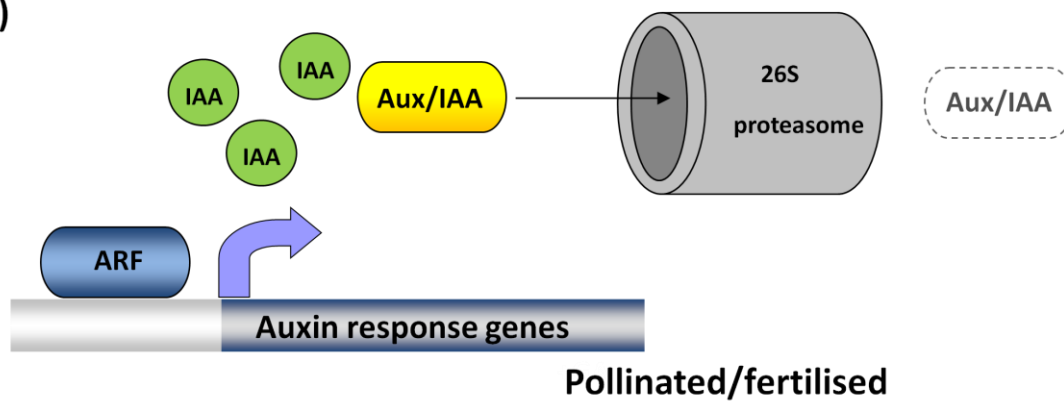 )
IAA
IAA
IAA
Aux/IAA
26S
proteasome
Aux/IAA
ARF
Auxin response genes
Pollinated/fertilised